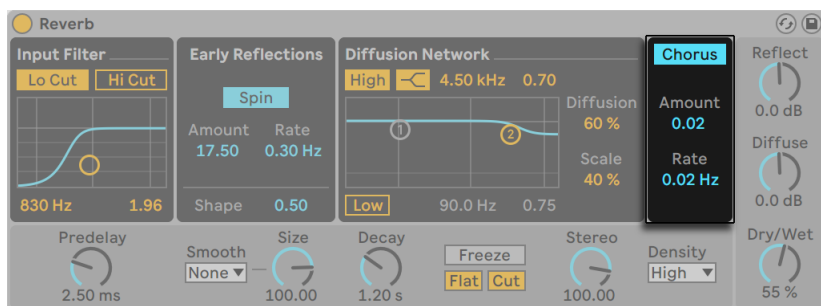 Reverb
Input Filter
Lo Cut Hi Cut
830 Hz 1.96
Early Reflections
Spin
Amount Rate
17.50 0.30 Hz
Shape 0.50
Diffusion Network
High 4.50 kHz 0.70
1
2
Diffusion
60 %
Scale
40 %
Low 90.0 Hz 0.75
Chorus
Amount
0.02
Rate
0.02 Hz
Reflect
0.0 dB
Diffuse
0.0 dB
Dry/Wet
55 %
Predelay
2.50 ms
Smooth
None
Size
100.00
Decay
1.20 s
Freeze
Flat Cut
Stereo
100.00
Density
High